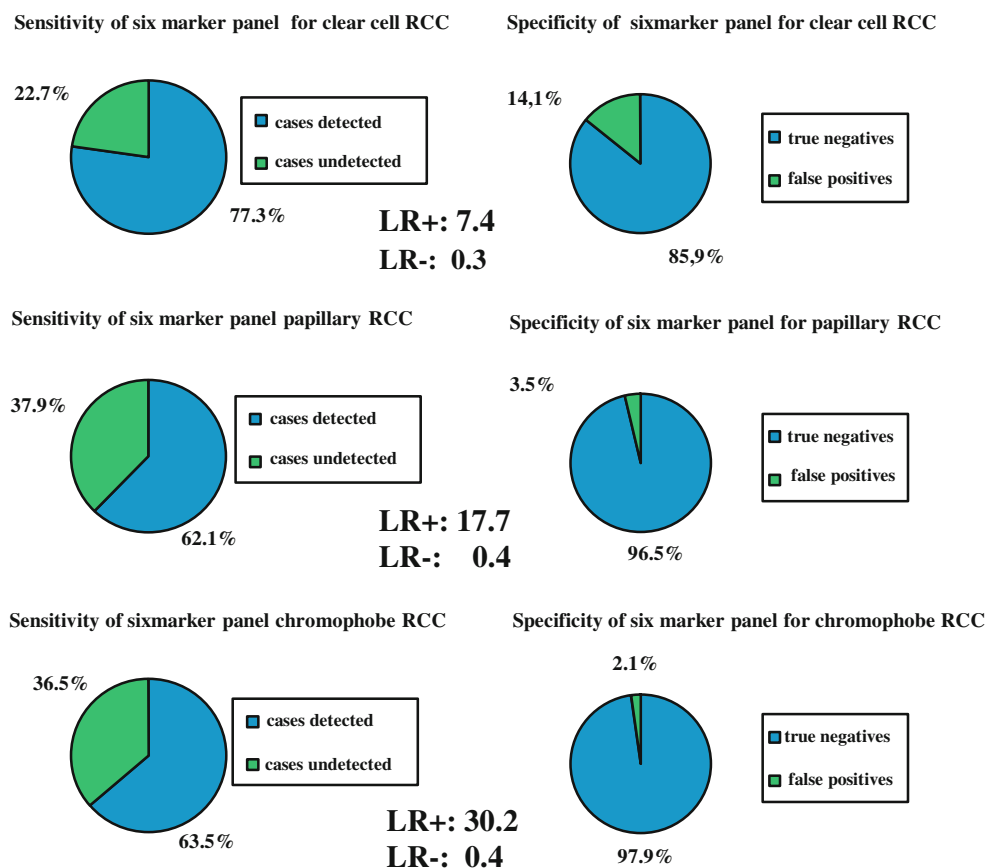 Sensitivity of six marker panel for clear cell RCC
22.7%
cases detected
cases undetected
77.3%
Specificity of sixmarker panel for clear cell RCC
14,1%
true negatives
false positives
85,9%
LR+: 7.4
LR-: 0.3
Sensitivity of six marker panel papillary RCC
37.9%
cases detected
cases undetected
62.1%
Specificity of six marker panel for papillary RCC
3.5%
true negatives
false positives
96.5%
LR+: 17.7
LR-: 0.4
Sensitivity of sixmarker panel chromophobe RCC
36.5%
cases detected
cases undetected
63.5%
Specificity of six marker panel for chromophobe RCC
2.1%
true negatives
false positives
97.9%
LR+: 30.2
LR-: 0.4